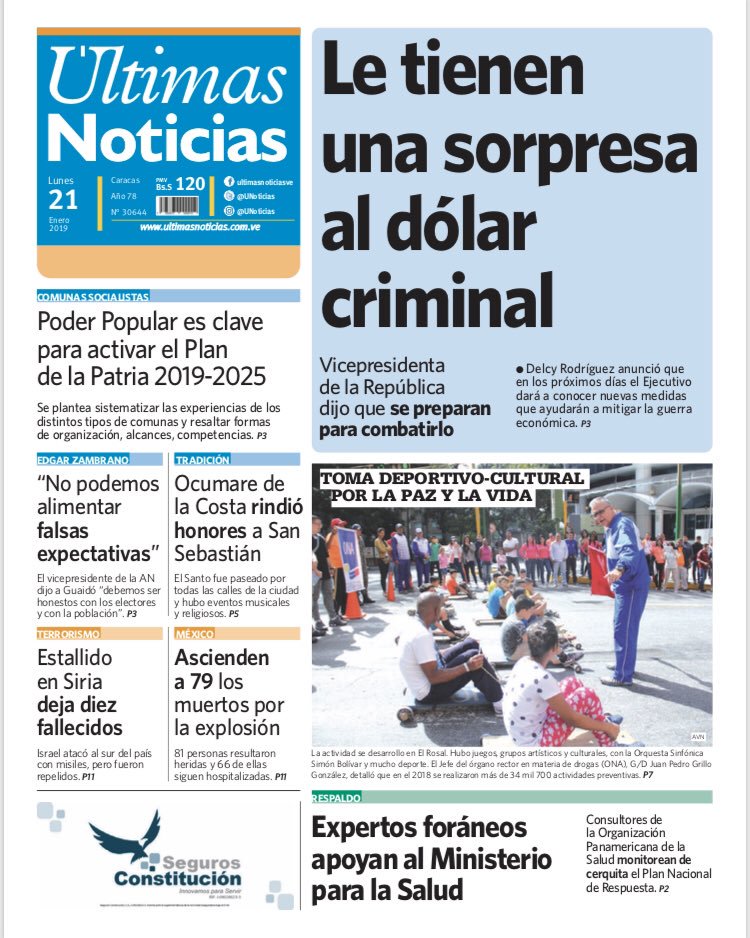 Ultimas
Noticias
Lunes
21
Enero
2019
Caracas
Año 78
Nº 30644
PMV
Bs.S 120
ultimasnoticiasve
@UNoticias
@UNoticias
www.ultimasnoticias.com.ve
Le tienen
una sorpresa
al dólar
criminal
Vicepresidenta
de la República
dijo que se preparan
para combatirlo
● Delcy Rodríguez anunció que
en los próximos días el Ejecutivo
dará a conocer nuevas medidas
que ayudarán a mitigar la guerra
económica. P3
COMUNAS SOCIALISTAS
Poder Popular es clave
para activar el Plan
de la Patria 2019-2025
Se plantea sistematizar las experiencias de los
distintos tipos de comunas y resaltar formas
de organización, alcances, competencias. P3
EDGAR ZAMBRANO
“No podemos
alimentar
falsas
expectativas”
El vicepresidente de la AN
dijo a Guaidó “debemos ser
honestos con los electores
y con la población”. P3
TRADICIÓN
Ocumare de
la Costa rindió
honores a San
Sebastián
El Santo fue paseado por
todas las calles de la ciudad
y hubo eventos musicales
y religiosos. P5
TERRORISMO
Estallido
en Siria
deja diez
fallecidos
Israel atacó al sur del país
con misiles, pero fueron
repelidos. P11
MÉXICO
Ascienden
a 79 los
muertos por
la explosión
81 personas resultaron
heridas y 66 de ellas
siguen hospitalizadas. P11
TOMA DEPORTIVO-CULTURAL
POR LA PAZ Y LA VIDA
ONA
AVN
La actividad se desarrollo en El Rosal. Hubo juegos, grupos artísticos y culturales, con la Orquesta Sinfónica
Simón Bolívar y mucho deporte. El Jefe del órgano rector en materia de drogas (ONA), G/D Juan Pedro Grillo
González, detalló que en el 2018 se realizaron más de 34 mil 700 actividades preventivas. P7
RESPALDO
Expertos foráneos
apoyan al Ministerio
para la Salud
Consultores de
la Organización
Panamericana de la
Salud monitorean de
cerquita el Plan Nacional
de Respuesta. P2
Seguros
Constitución
Innovamos para Servir